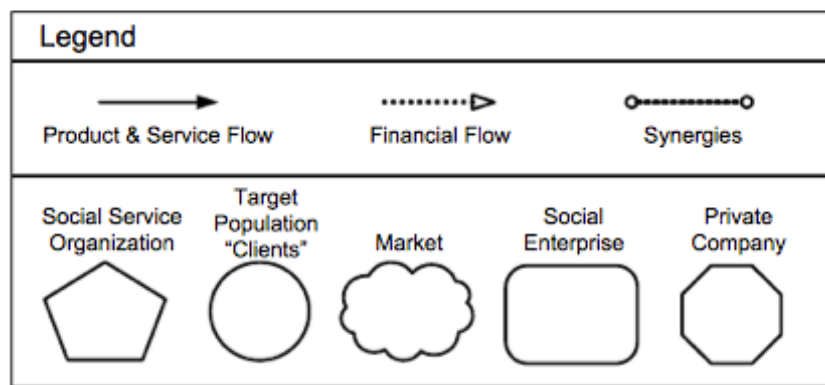 Legend
Product & Service Flow
Financial Flow
Synergies
Social Service
Organization
Target
Population
“Clients”
Market
Social
Enterprise
Private
Company